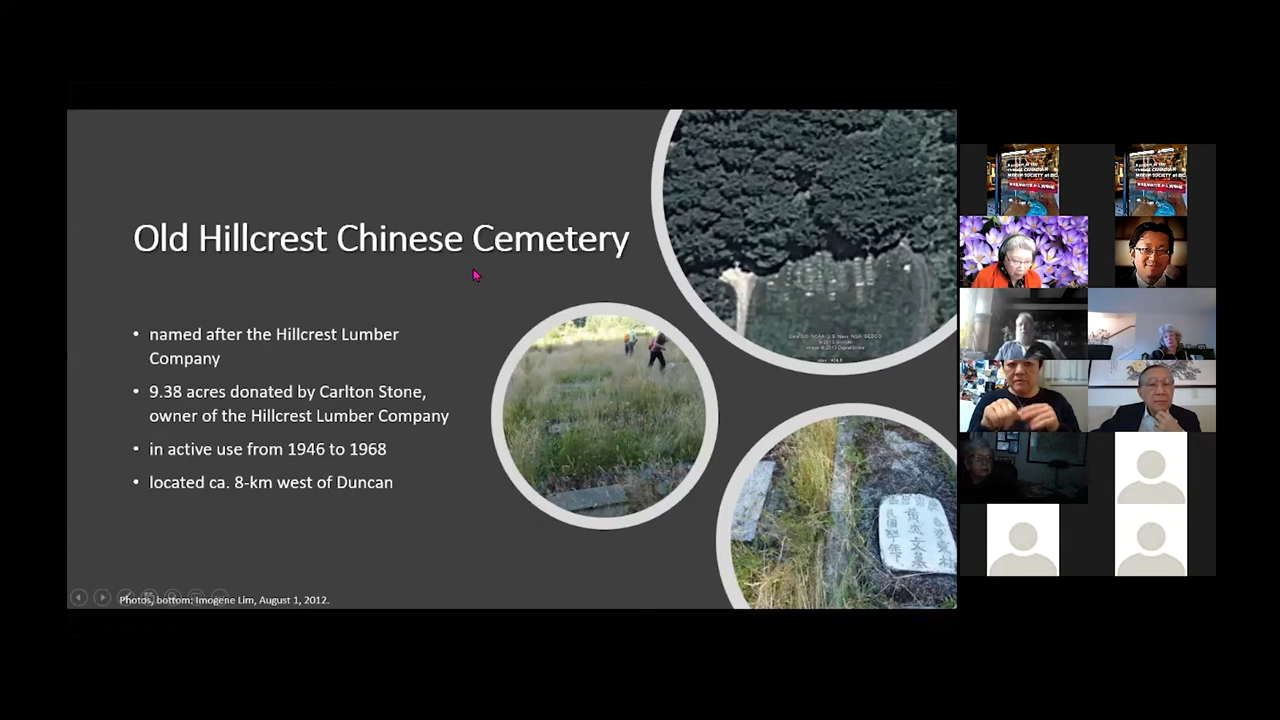 Old Hillcrest Chinese Cemetery
• named after the Hillcrest Lumber
Company
• 9.38 acres donated by Carlton Stone,
owner of the Hillcrest Lumber Company
• in active use from 1946 to 1968
• located ca. 8-km west of Duncan
Photos, bottom: Imogene Lim, August 1, 2012.